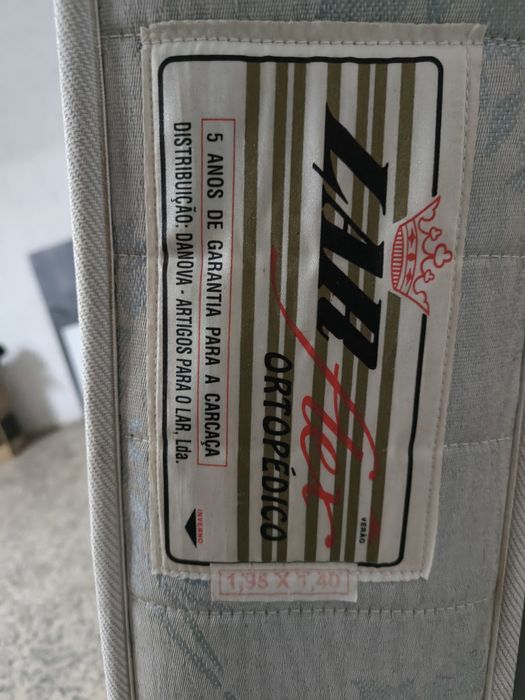 LAR
flex
ORTOPÉDICO
VERÃO
5 ANOS DE GARANTIA PARA A CARCAÇA
DISTRIBUIÇÃO: DANOVA - ARTIGOS PARA O LAR, Lda.
INVERNO
1,95 X 1,40